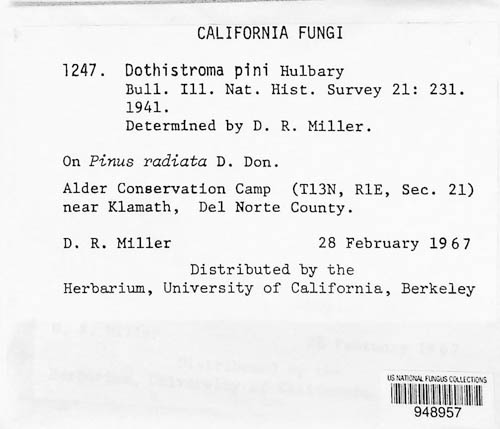 CALIFORNIA FUNGI
1247. Dothistroma pini Hulbary
Bull. Ill. Nat. Hist. Survey 21: 231.
1941.
Determined by D. R. Miller.
On Pinus radiata D. Don.
Alder Conservation Camp (T13N, R1E, Sec. 21)
near Klamath, Del Norte County.
D. R. Miller 28 February 1967
Distributed by the
Herbarium, University of California, Berkeley
US NATIONAL FUNGUS COLLECTIONS
948957